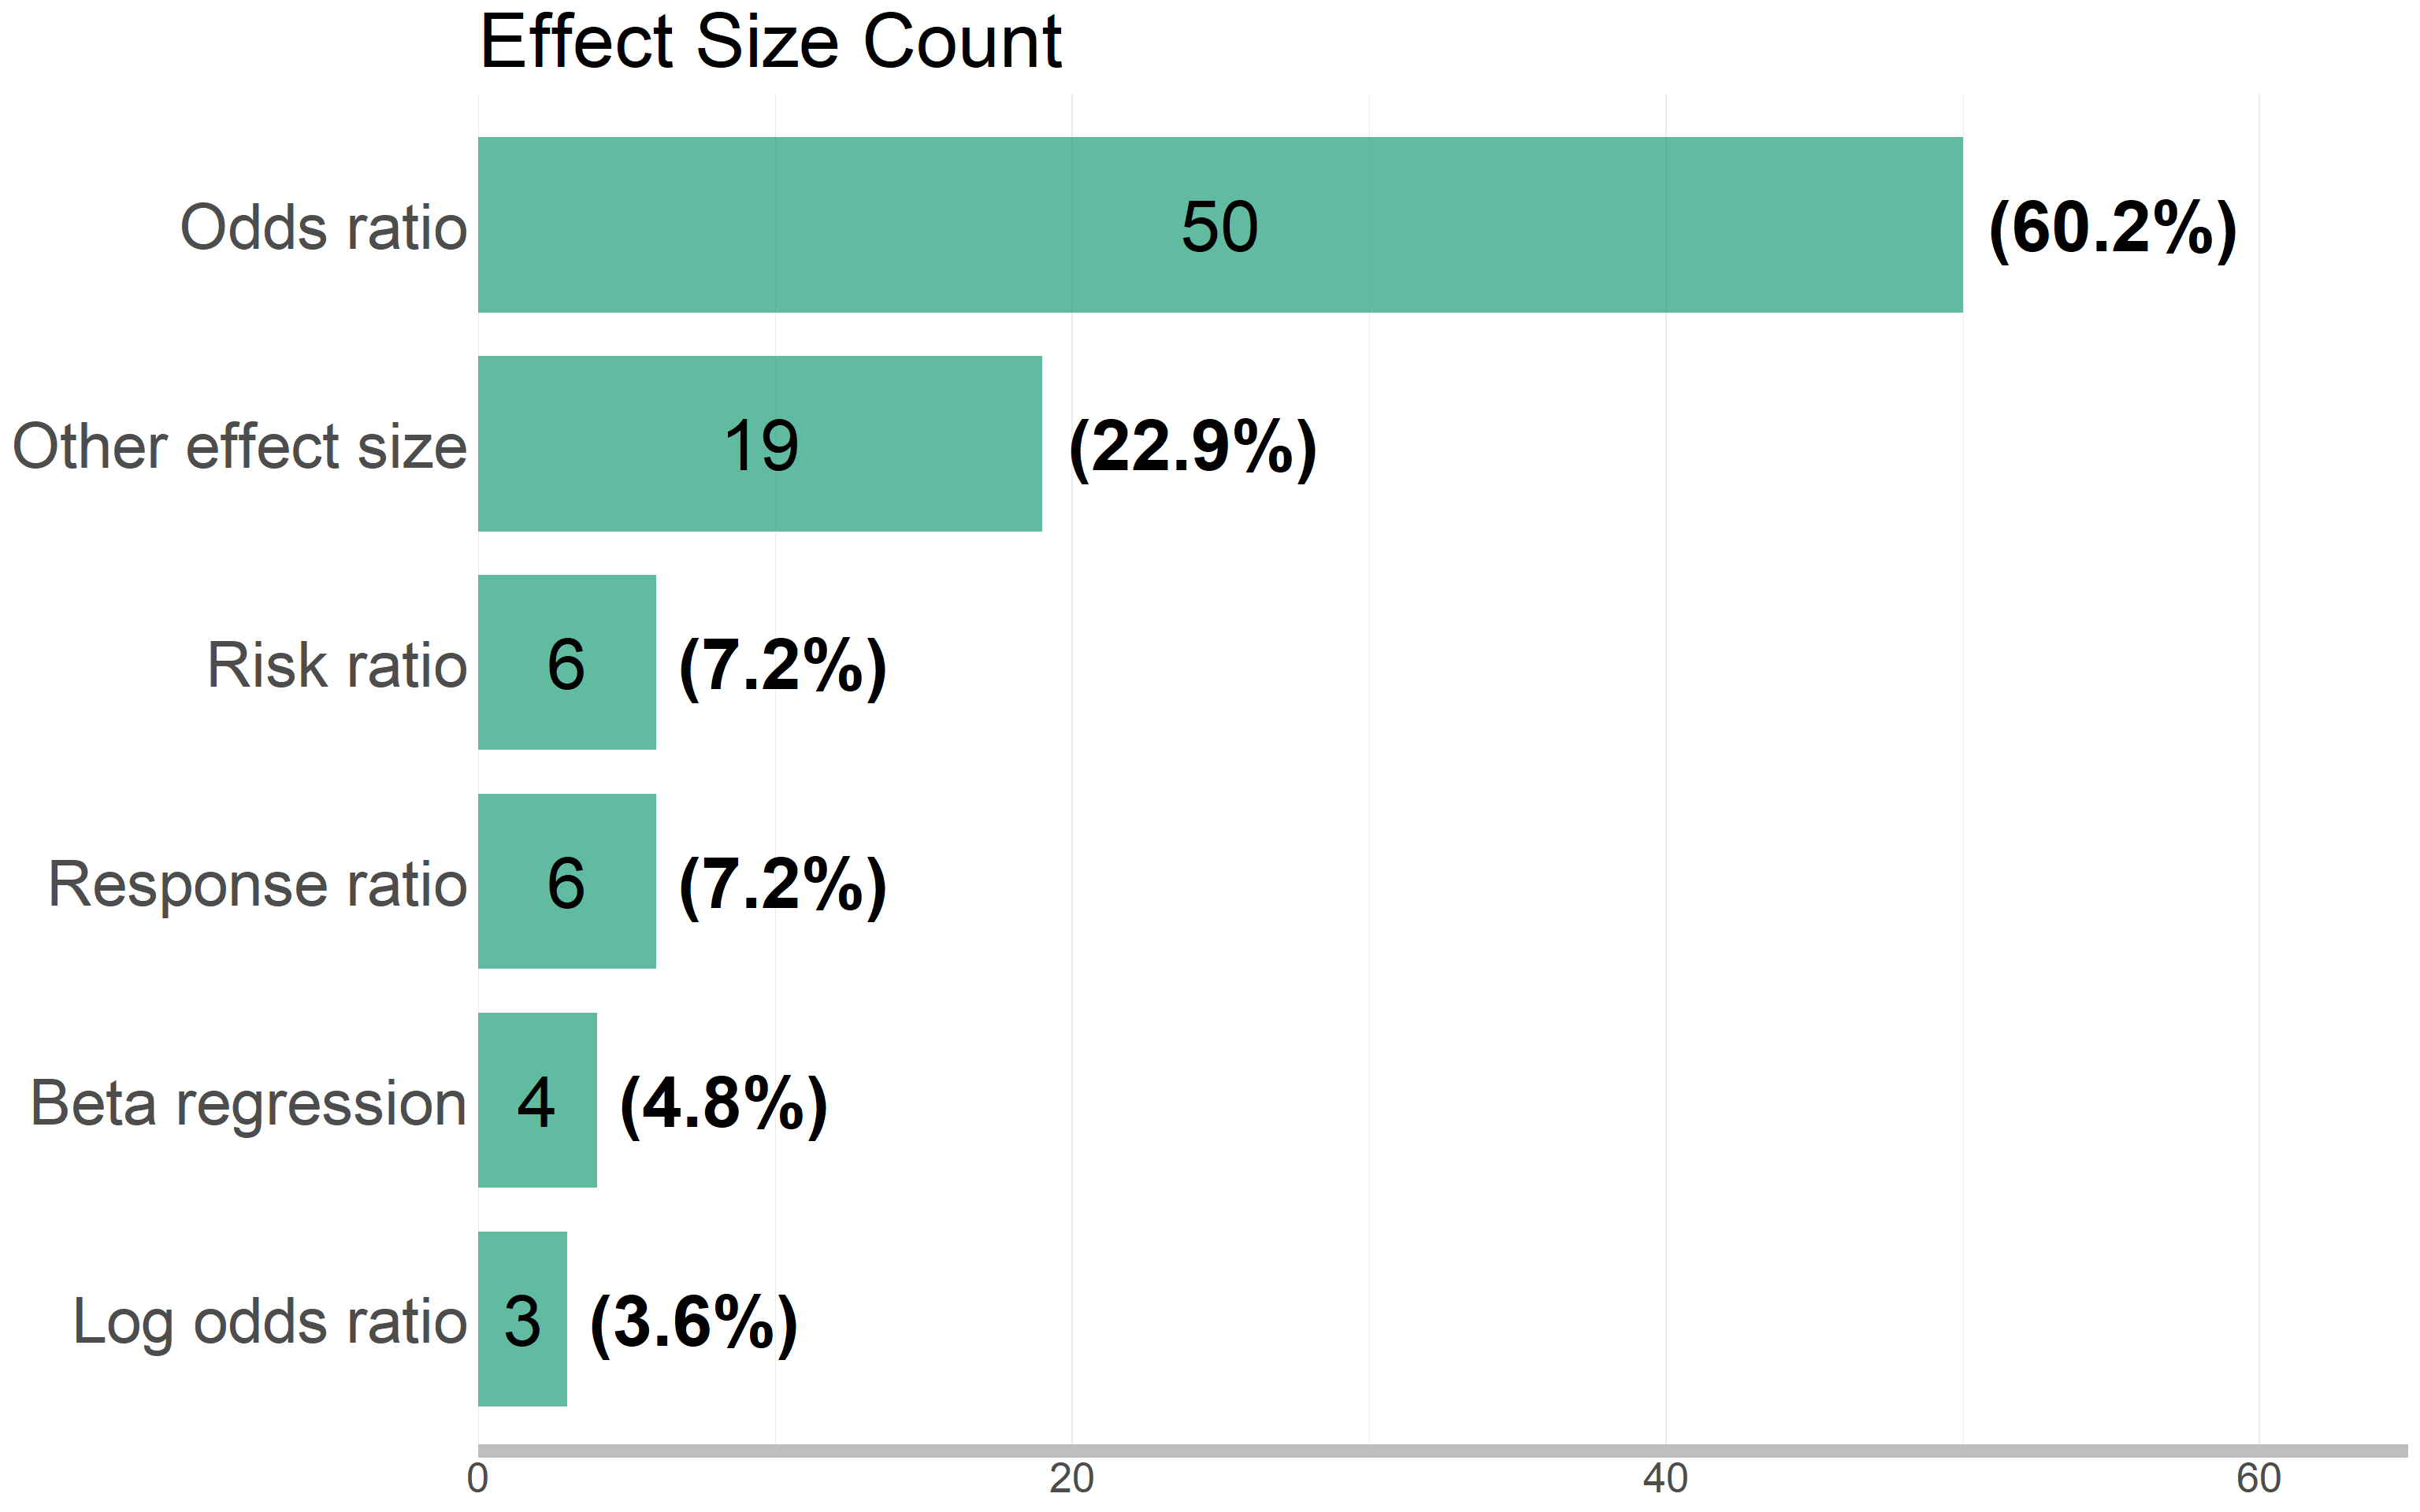 Effect Size Count
Odds ratio 50 (60.2%)
Other effect size 19 (22.9%)
Risk ratio 6 (7.2%)
Response ratio 6 (7.2%)
Beta regression 4 (4.8%)
Log odds ratio 3 (3.6%)
0 20 40 60